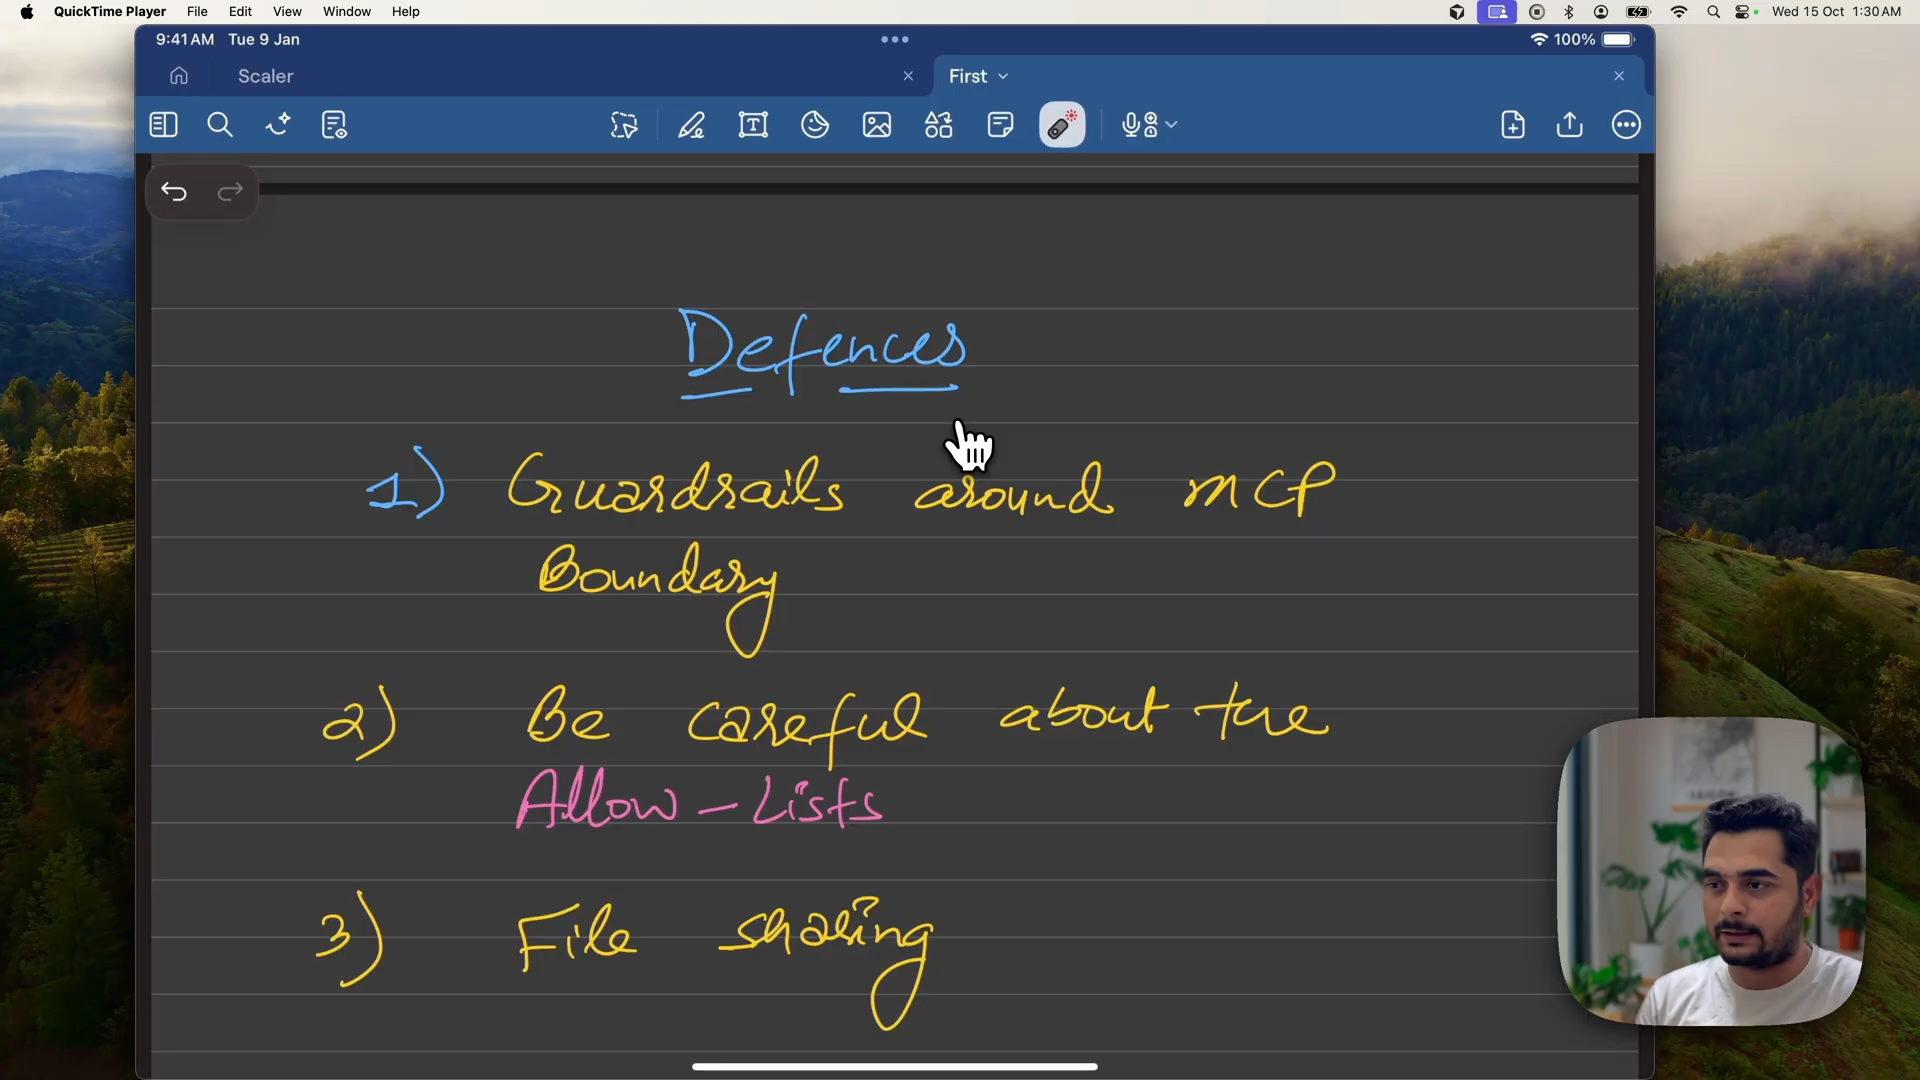 QuickTime Player File Edit View Window Help Wed 15 Oct 1:30 AM
9:41 AM Tue 9 Jan 100%
Scaler First
Defences
1) Guardrails around MCP
Boundary
2) Be careful about the
Allow - Lists
3) File sharing